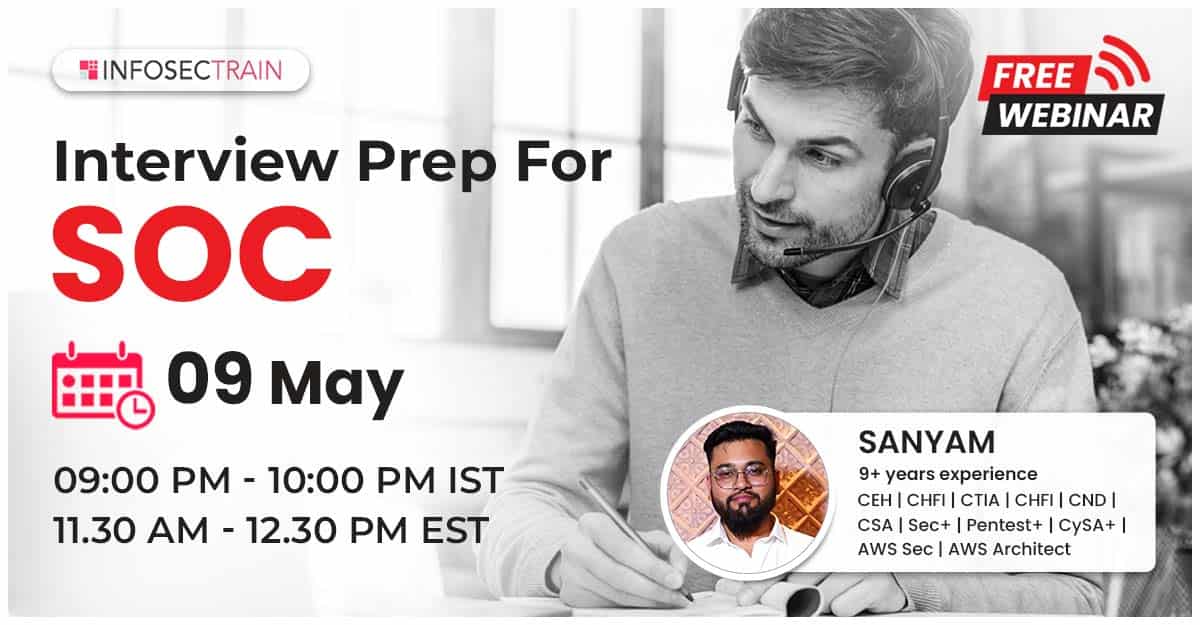 INFOSECTRAIN
FREE
WEBINAR
Interview Prep For
SOC
09 May
09:00 PM - 10:00 PM IST
11.30 AM - 12.30 PM EST
SANYAM
9+ years experience
CEH | CHFI | CTIA | CHFI | CND |
CSA | Sec+ | Pentest+ | CySA+ |
AWS Sec | AWS Architect